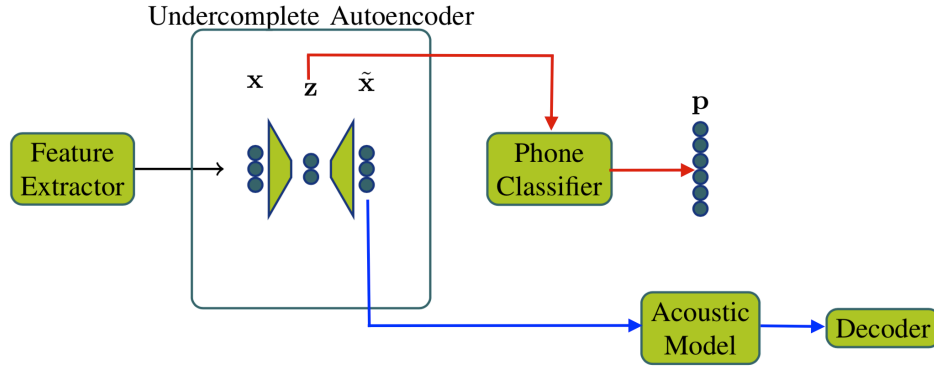 Undercomplete Autoencoder
x
z
x̃
p
Feature
Extractor
Phone
Classifier
Acoustic
Model
Decoder